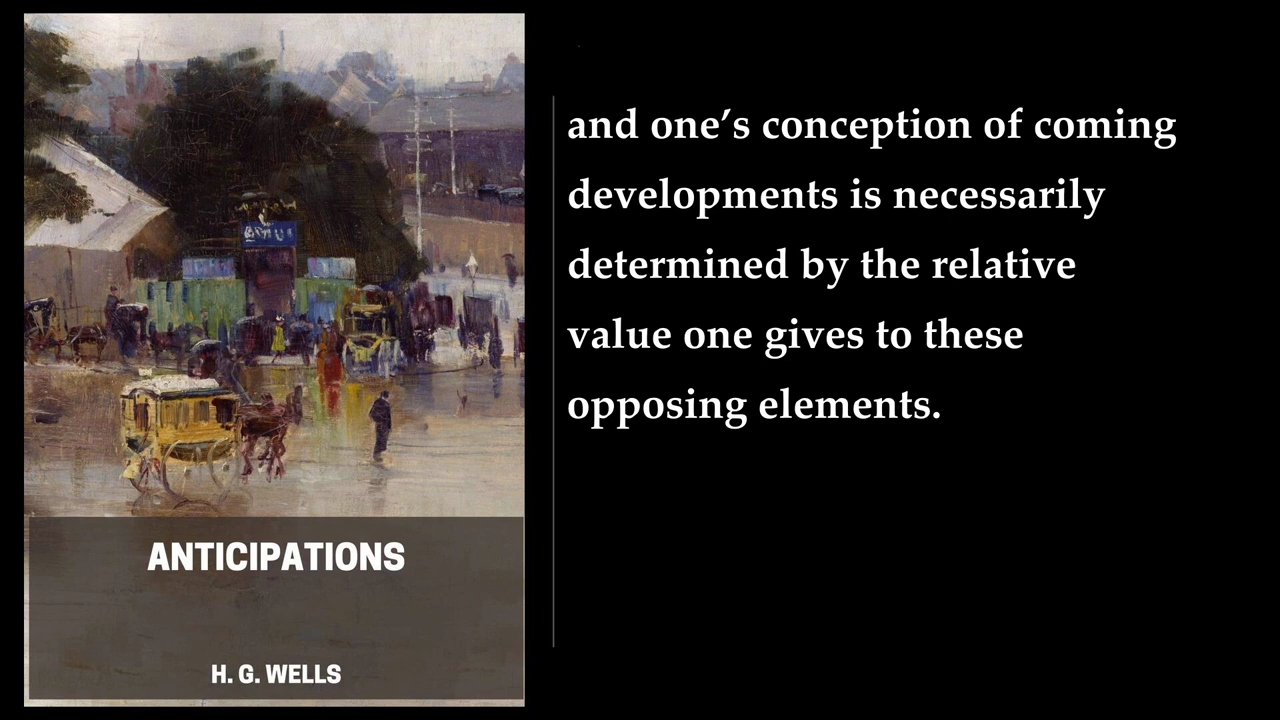 ANTICIPATIONS
H. G. WELLS
and one’s conception of coming
developments is necessarily
determined by the relative
value one gives to these
opposing elements.